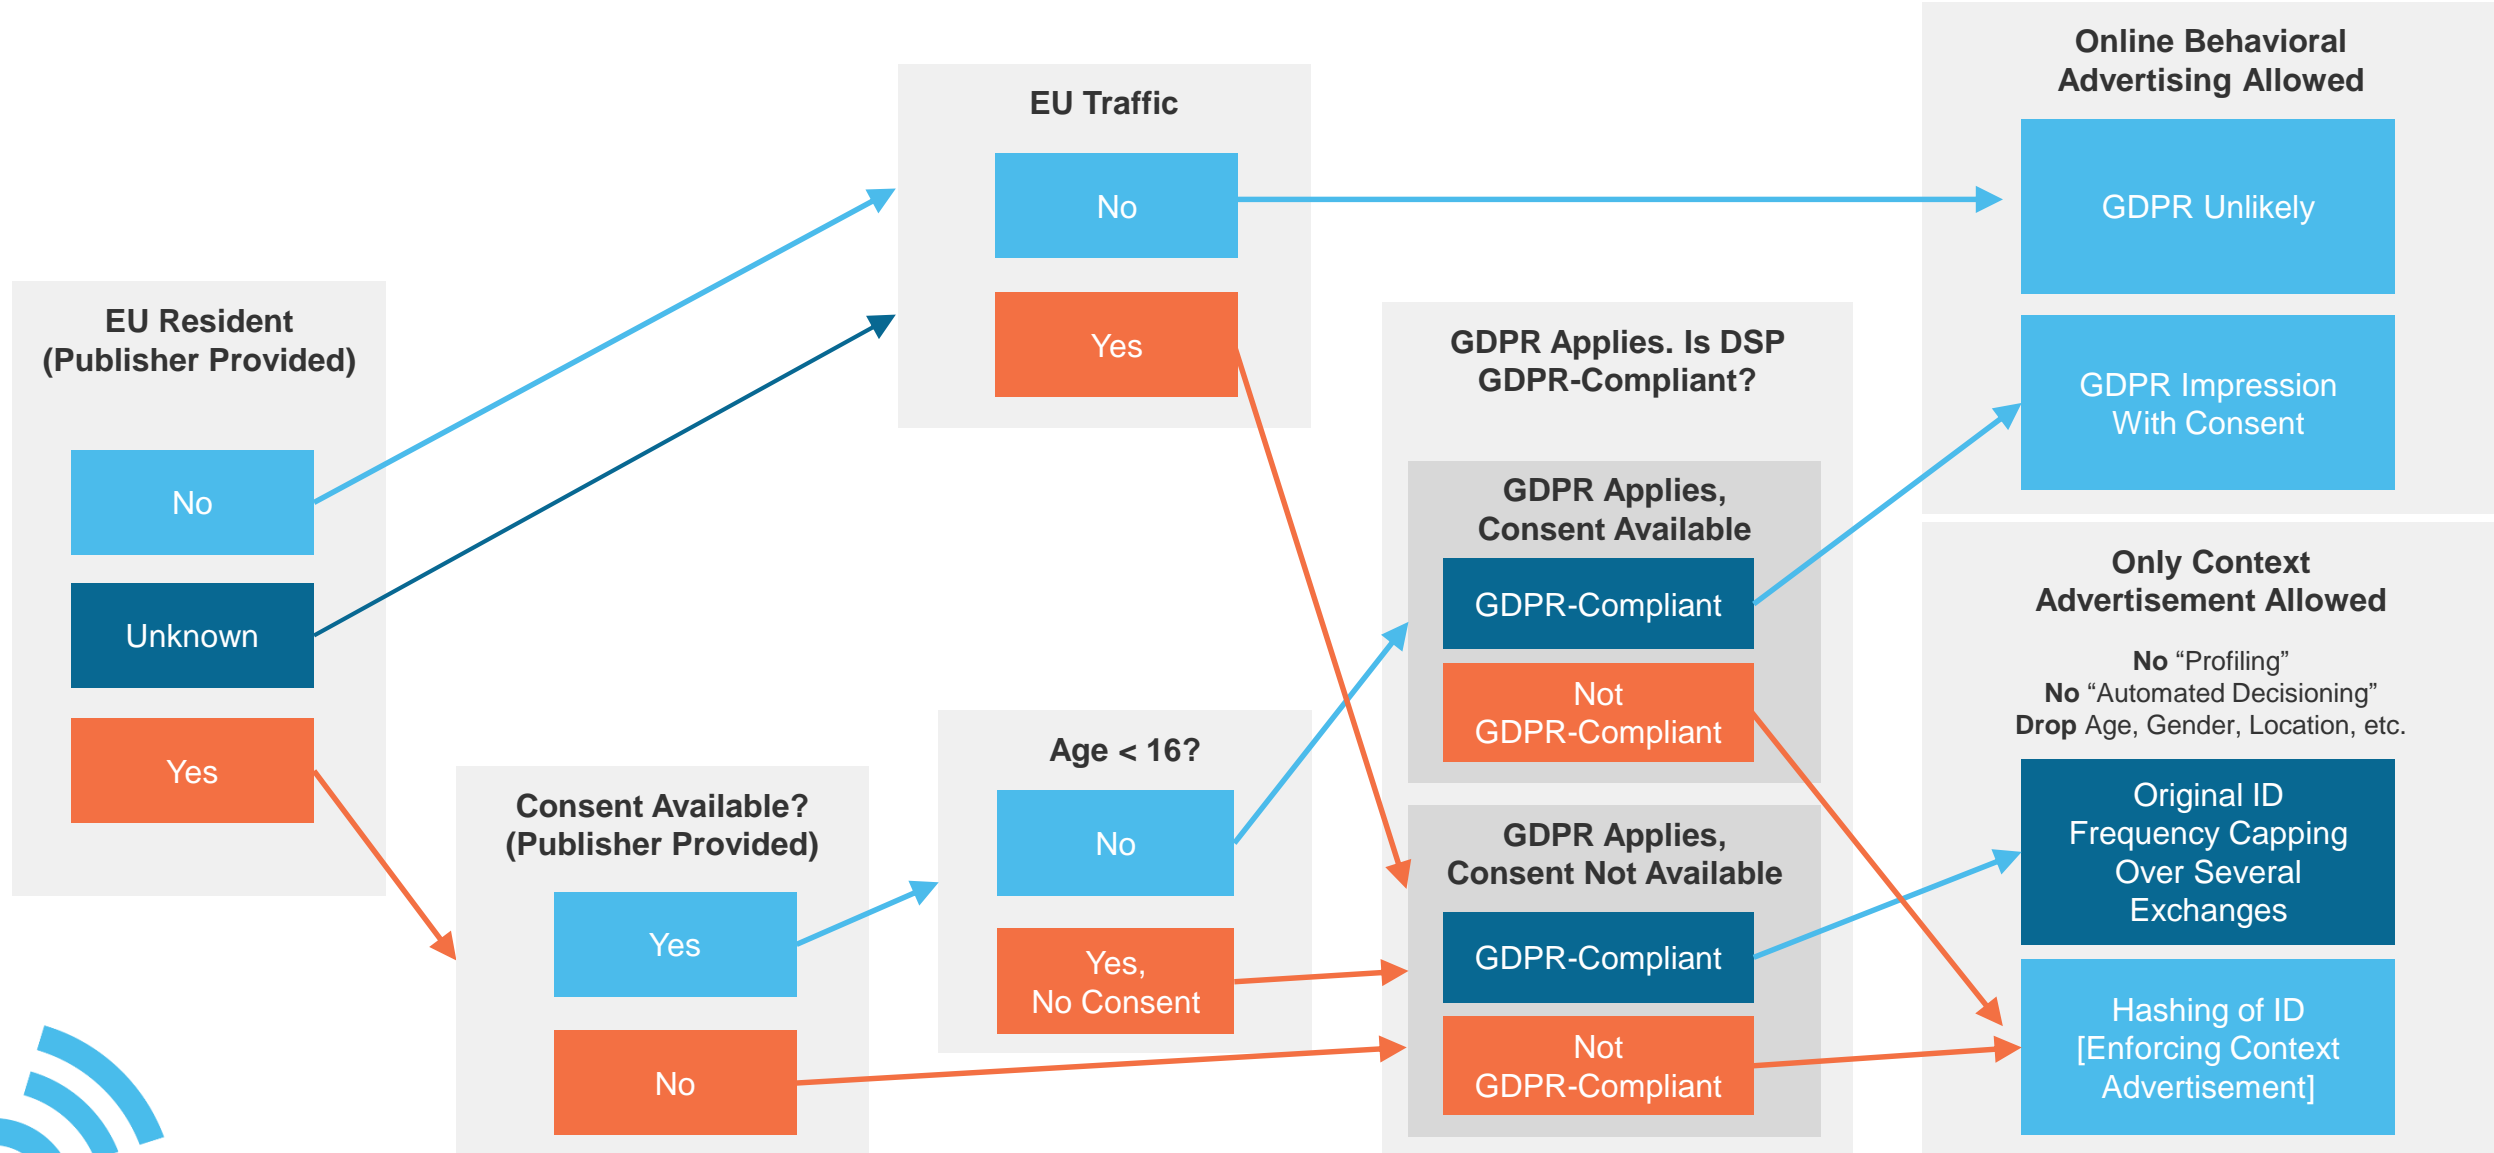 EU Resident
(Publisher Provided)
No
Unknown
Yes
Consent Available?
(Publisher Provided)
Yes
No
EU Traffic
No
Yes
Age < 16?
No
Yes,
No Consent
GDPR Applies. Is DSP
GDPR-Compliant?
GDPR Applies,
Consent Available
GDPR-Compliant
Not
GDPR-Compliant
GDPR Applies,
Consent Not Available
GDPR-Compliant
Not
GDPR-Compliant
Online Behavioral
Advertising Allowed
GDPR Unlikely
GDPR Impression
With Consent
Only Context
Advertisement Allowed
No “Profiling”
No “Automated Decisioning”
Drop Age, Gender, Location, etc.
Original ID
Frequency Capping
Over Several
Exchanges
Hashing of ID
[Enforcing Context
Advertisement]